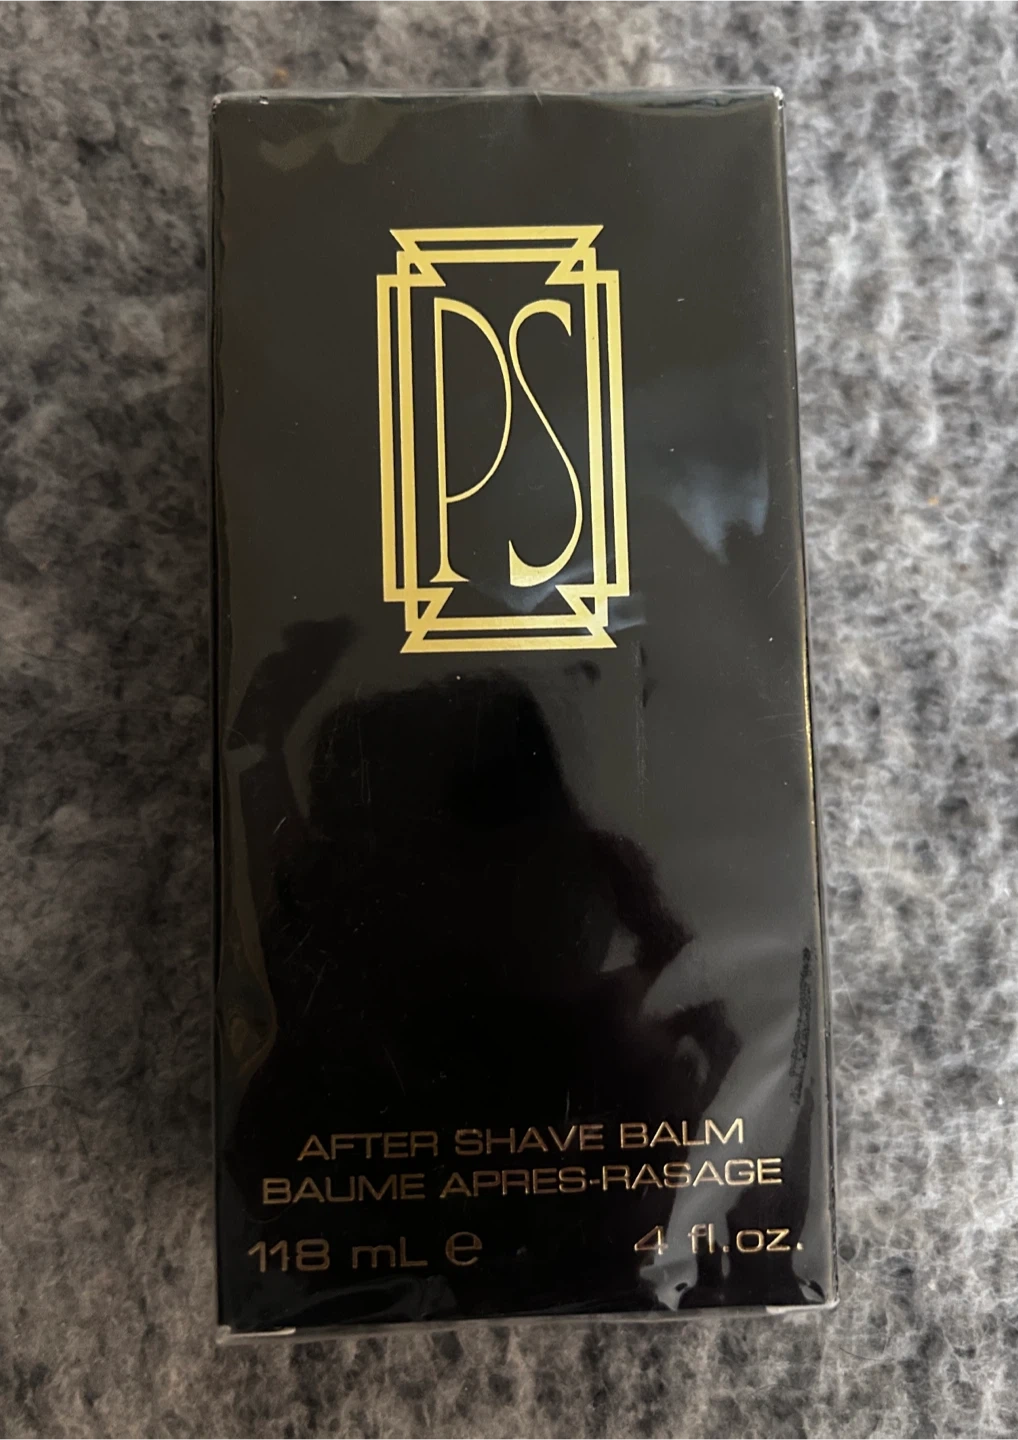 PS
AFTER SHAVE BALM
BAUME APRES-RASAGE
118 mL ℮ 4 fl.oz.